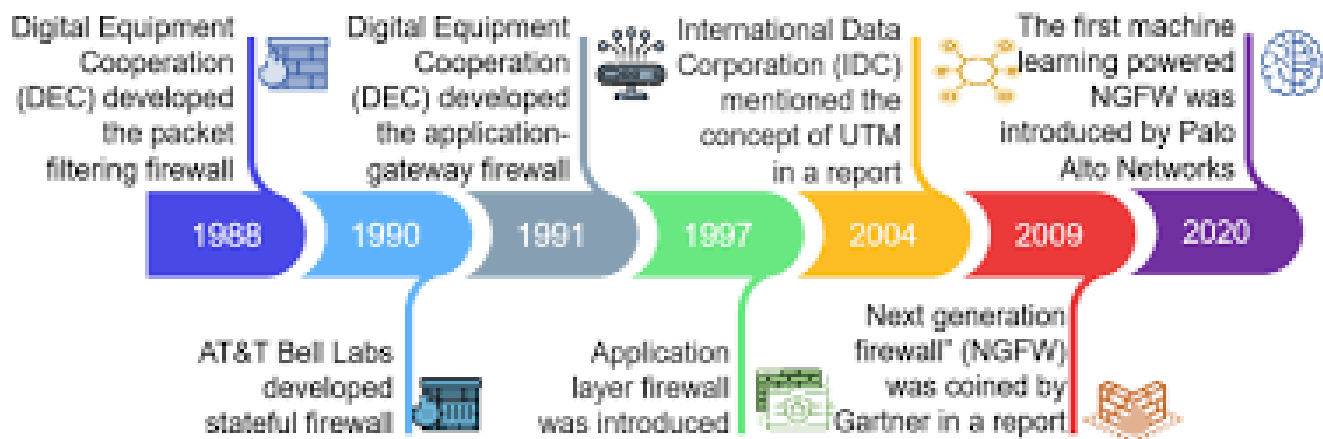 Digital Equipment
Cooperation
(DEC) developed
the packet
filtering firewall
Digital Equipment
Cooperation
(DEC) developed
the application-
gateway firewall
International Data
Corporation (IDC)
mentioned the
concept of UTM
in a report
The first machine
learning powered
NGFW was
introduced by Palo
Alto Networks
1988
1990
1991
1997
2004
2009
2020
AT&T Bell Labs
developed
stateful firewall
Application
layer firewall
was introduced
Next generation
firewall” (NGFW)
was coined by
Gartner in a report